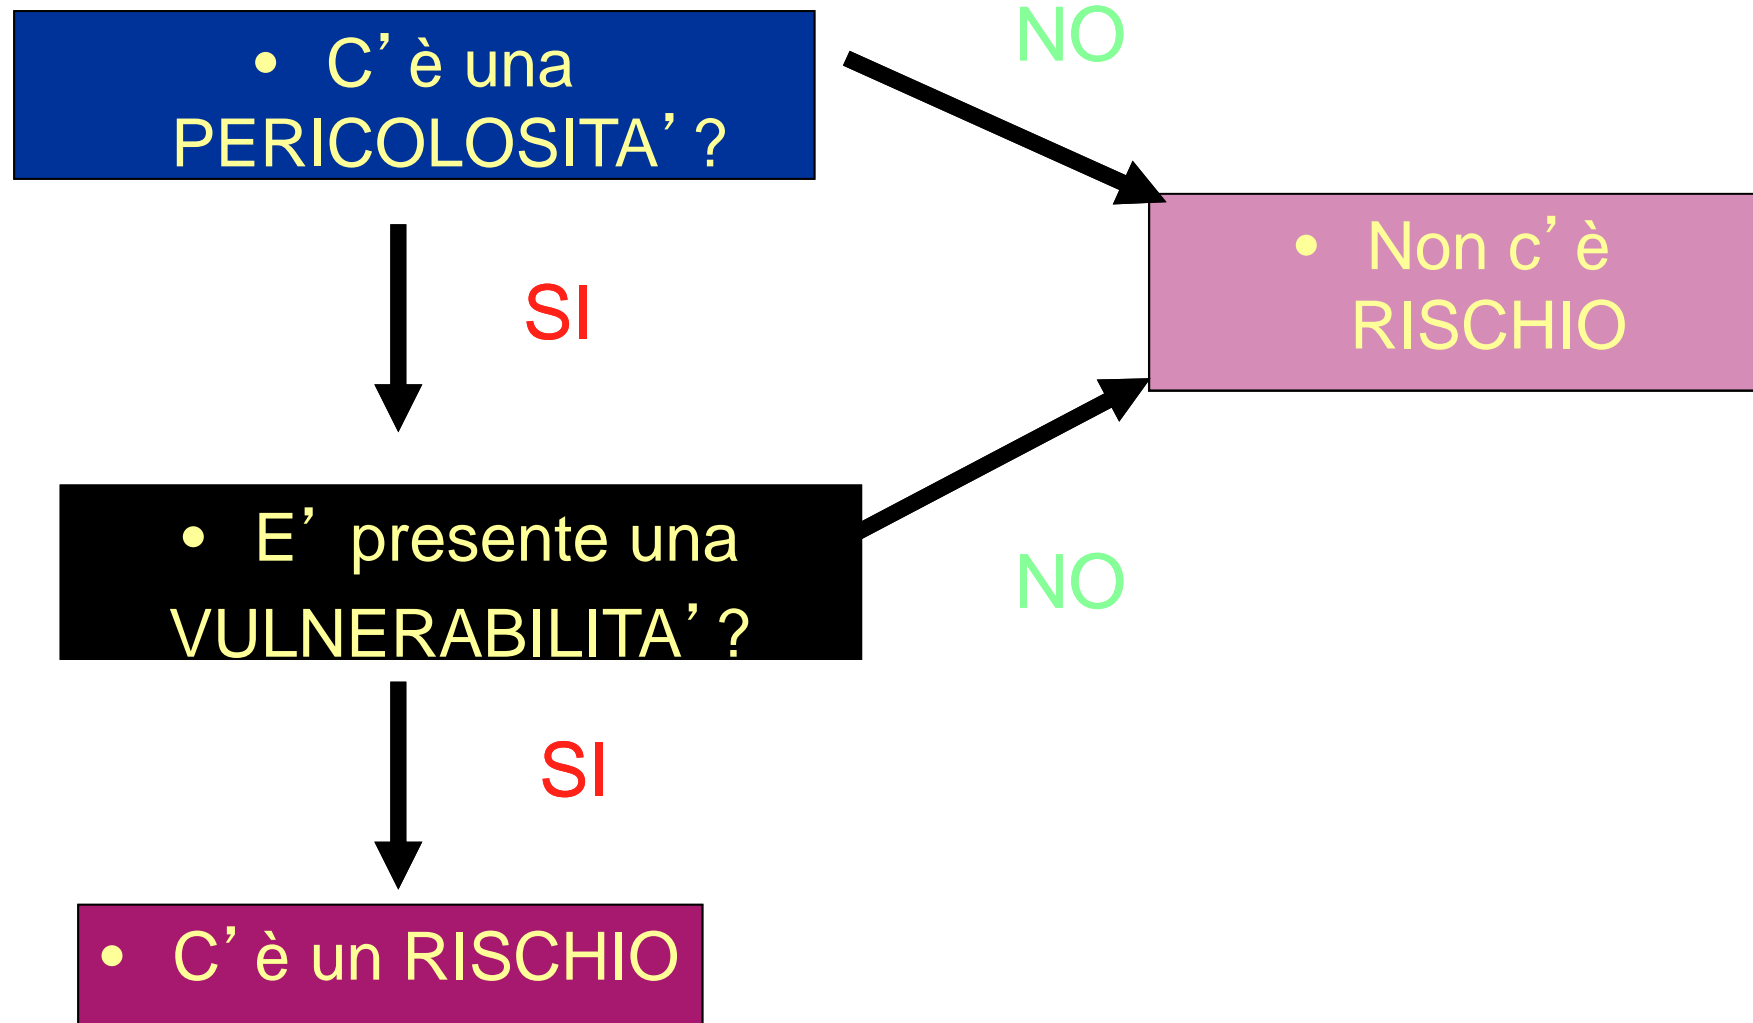 • C’è una
PERICOLOSITA’?
NO
• Non c’è
RISCHIO
SI
• E’ presente una
VULNERABILITA’?
NO
SI
• C’è un RISCHIO